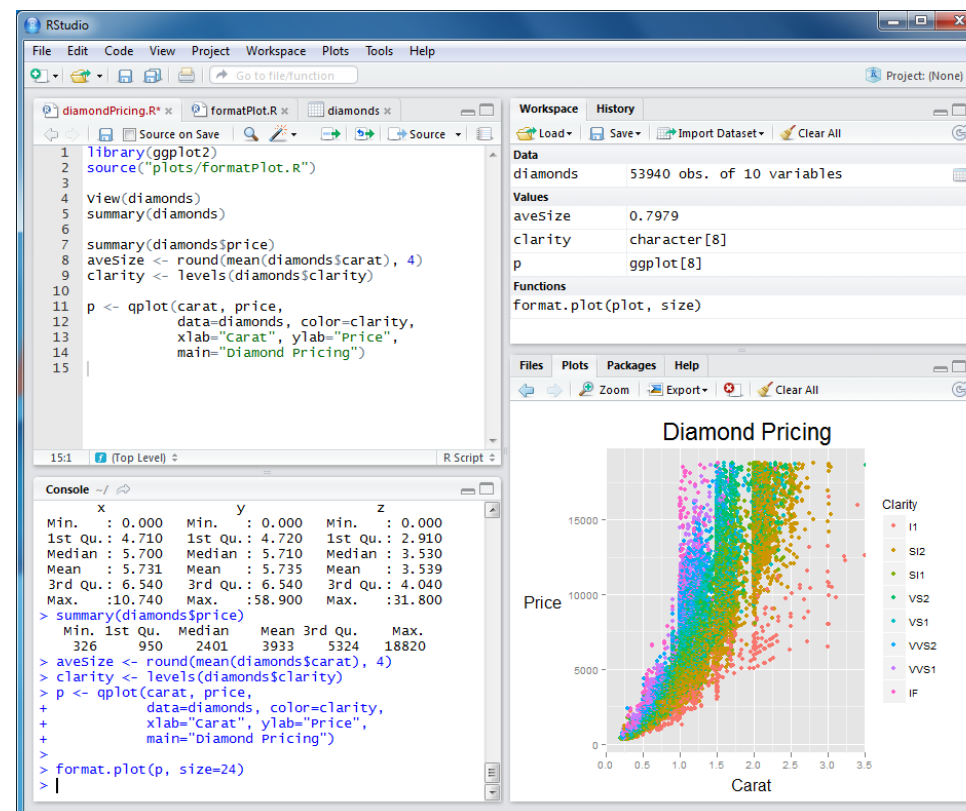 RStudio
File Edit Code View Project Workspace Plots Tools Help
Go to file/function
Project: (None)
diamondPricing.R* formatPlot.R diamonds
Source on Save Source
1 library(ggplot2)
2 source("plots/formatPlot.R")
3
4 View(diamonds)
5 summary(diamonds)
6
7 summary(diamonds$price)
8 aveSize <- round(mean(diamonds$carat), 4)
9 clarity <- levels(diamonds$clarity)
10
11 p <- qplot(carat, price,
12 data=diamonds, color=clarity,
13 xlab="Carat", ylab="Price",
14 main="Diamond Pricing")
15
15:1 (Top Level) R Script
Console ~/
x y z
Min. : 0.000 Min. : 0.000 Min. : 0.000
1st Qu.: 4.710 1st Qu.: 4.720 1st Qu.: 2.910
Median : 5.700 Median : 5.710 Median : 3.530
Mean : 5.731 Mean : 5.735 Mean : 3.539
3rd Qu.: 6.540 3rd Qu.: 6.540 3rd Qu.: 4.040
Max. :10.740 Max. :58.900 Max. :31.800
> summary(diamonds$price)
Min. 1st Qu. Median Mean 3rd Qu. Max.
326 950 2401 3933 5324 18820
> aveSize <- round(mean(diamonds$carat), 4)
> clarity <- levels(diamonds$clarity)
> p <- qplot(carat, price,
+ data=diamonds, color=clarity,
+ xlab="Carat", ylab="Price",
+ main="Diamond Pricing")
>
> format.plot(p, size=24)
>
Workspace History
Load Save Import Dataset Clear All
Data
diamonds 53940 obs. of 10 variables
Values
aveSize 0.7979
clarity character[8]
p ggplot[8]
Functions
format.plot(plot, size)
Files Plots Packages Help
Zoom Export Clear All
Diamond Pricing
Price
15000
10000
5000
0
0.0 0.5 1.0 1.5 2.0 2.5 3.0 3.5
Carat
Clarity
I1
SI2
SI1
VS2
VS1
VVS2
VVS1
IF